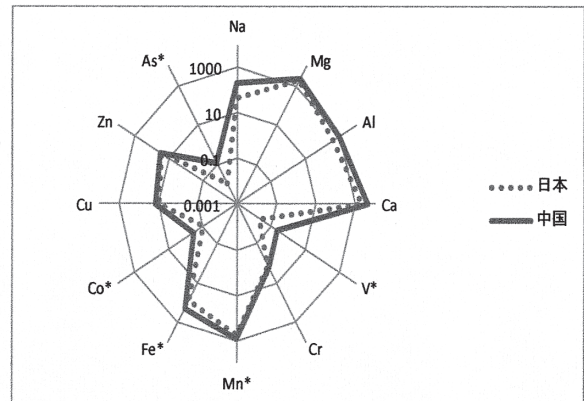 Na
Mg
Al
Ca
V*
Cr
Mn*
Fe*
Co*
Cu
Zn
As*
1000
10
0.1
0.001
日本
中国